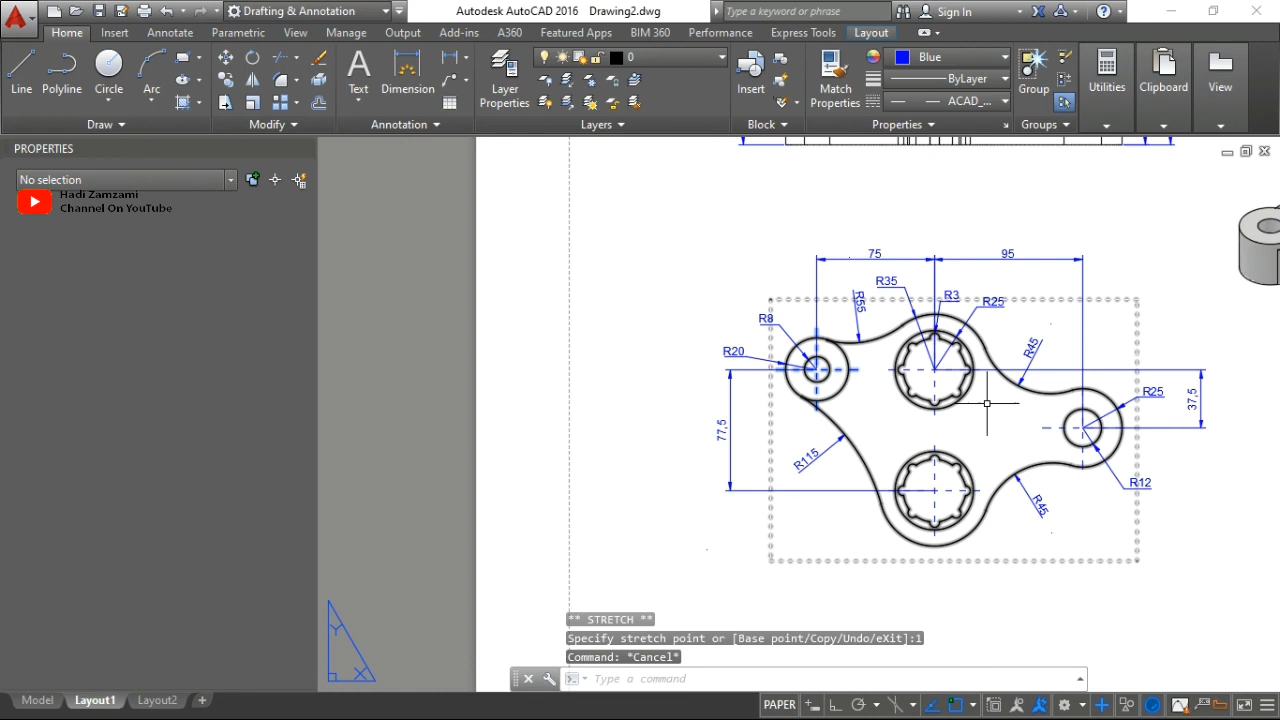 Drafting & Annotation
Autodesk AutoCAD 2016 Drawing2.dwg
Type a keyword or phrase
Sign In
Home Insert Annotate Parametric View Manage Output Add-ins A360 Featured Apps BIM 360 Performance Express Tools Layout
0
Blue
ByLayer
ACAD_...
Line Polyline Circle Arc
Text Dimension
Layer Properties
Insert
Match Properties
Group
Utilities
Clipboard
View
Draw Modify Annotation Layers Block Properties Groups
PROPERTIES
No selection
Hadi Zamzami
Channel On YouTube
75
95
R35
R3
R25
R55
R8
R20
R45
R25
37,5
77,5
R115
R12
R45
Y
X
** STRETCH **
Specify stretch point or [Base point/Copy/Undo/eXit]:1
Command: *Cancel*
Type a command
Model Layout1 Layout2 +
PAPER